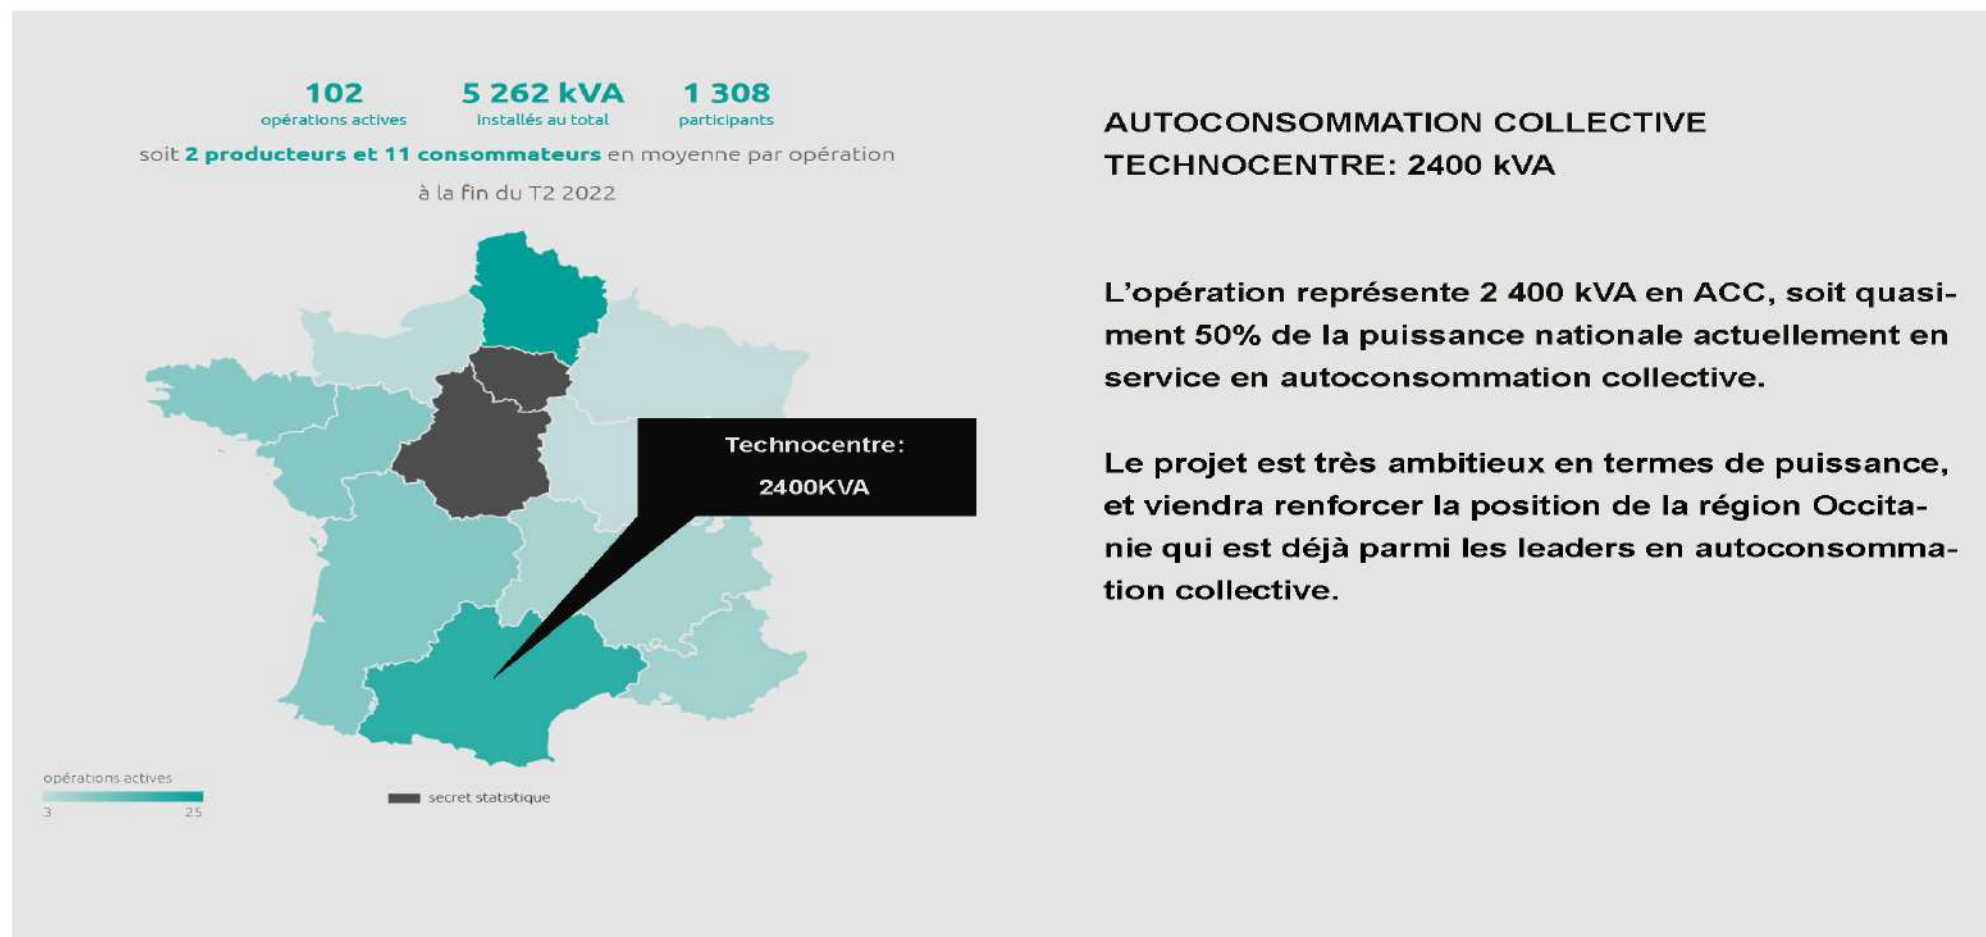 102 5 262 kVA 1 308
opérations actives installés au total participants
soit 2 producteurs et 11 consommateurs en moyenne par opération
à la fin du T2 2022
Technocentre:
2400KVA
opérations actives
3 25
secret statistique
AUTOCONSOMMATION COLLECTIVE
TECHNOCENTRE: 2400 kVA
L'opération représente 2 400 kVA en ACC, soit quasi-
ment 50% de la puissance nationale actuellement en
service en autoconsommation collective.
Le projet est très ambitieux en termes de puissance,
et viendra renforcer la position de la région Occita-
nie qui est déjà parmi les leaders en autoconsomma-
tion collective.